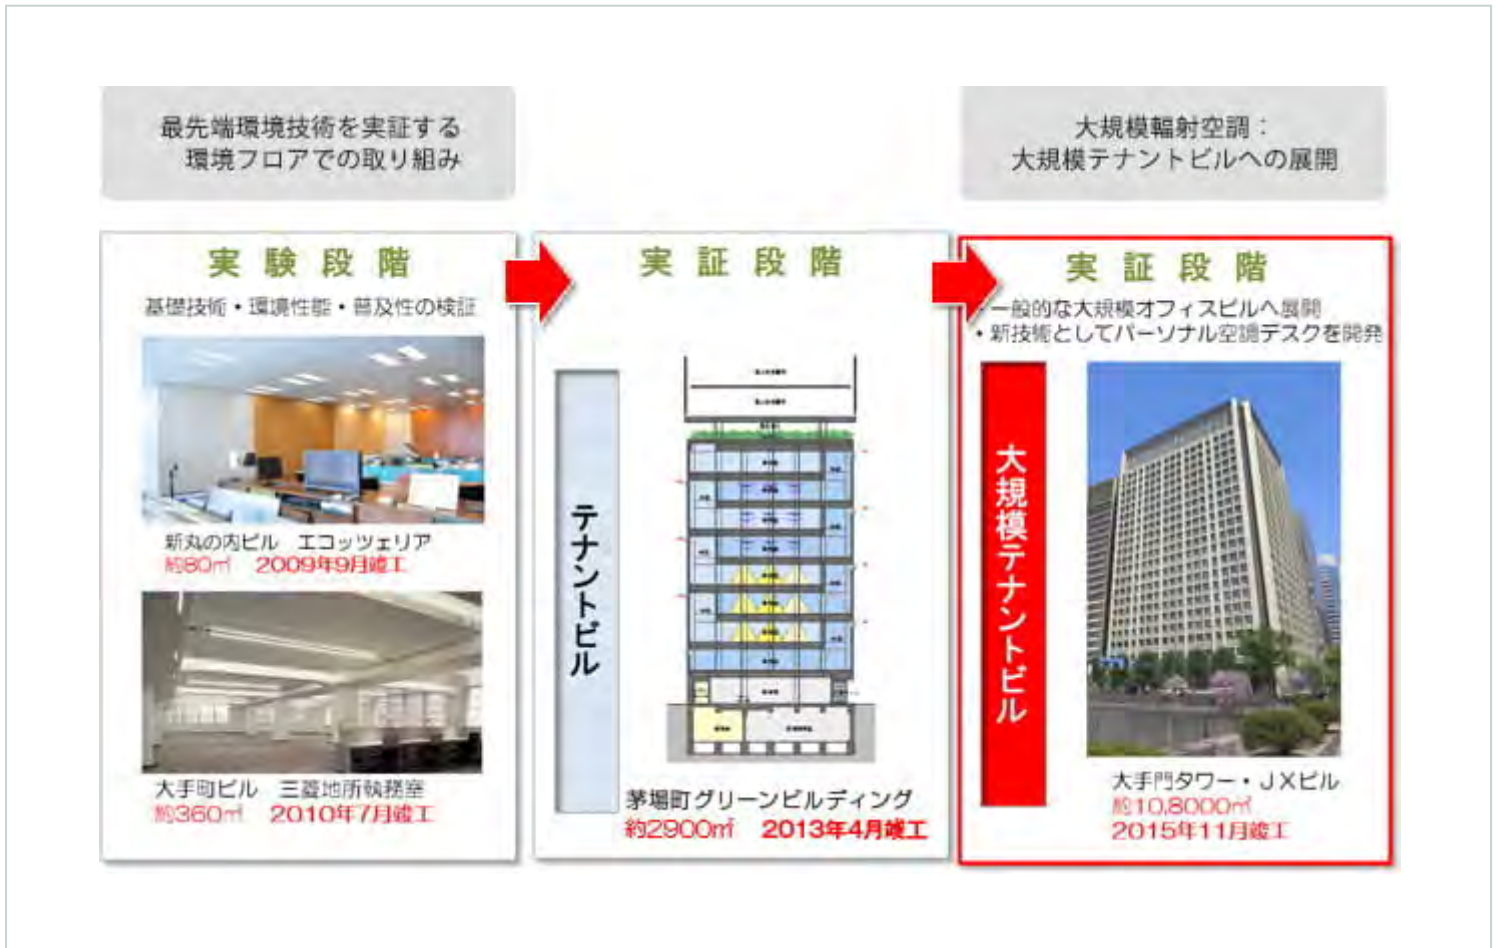 最先端環境技術を実証する
環境フロアでの取り組み
大規模輻射空調：
大規模テナントビルへの展開
実験段階
基礎技術・環境性能・普及性の検証
新丸の内ビル　エコッツェリア
約80㎡　2009年9月竣工
大手町ビル　三菱地所執務室
約360㎡　2010年7月竣工
実証段階
テナントビル
茅場町グリーンビルディング
約2900㎡　2013年4月竣工
実証段階
・一般的な大規模オフィスビルへ展開
・新技術としてパーソナル空調デスクを開発
大規模テナントビル
大手門タワー・ＪＸビル
約10,8000㎡
2015年11月竣工